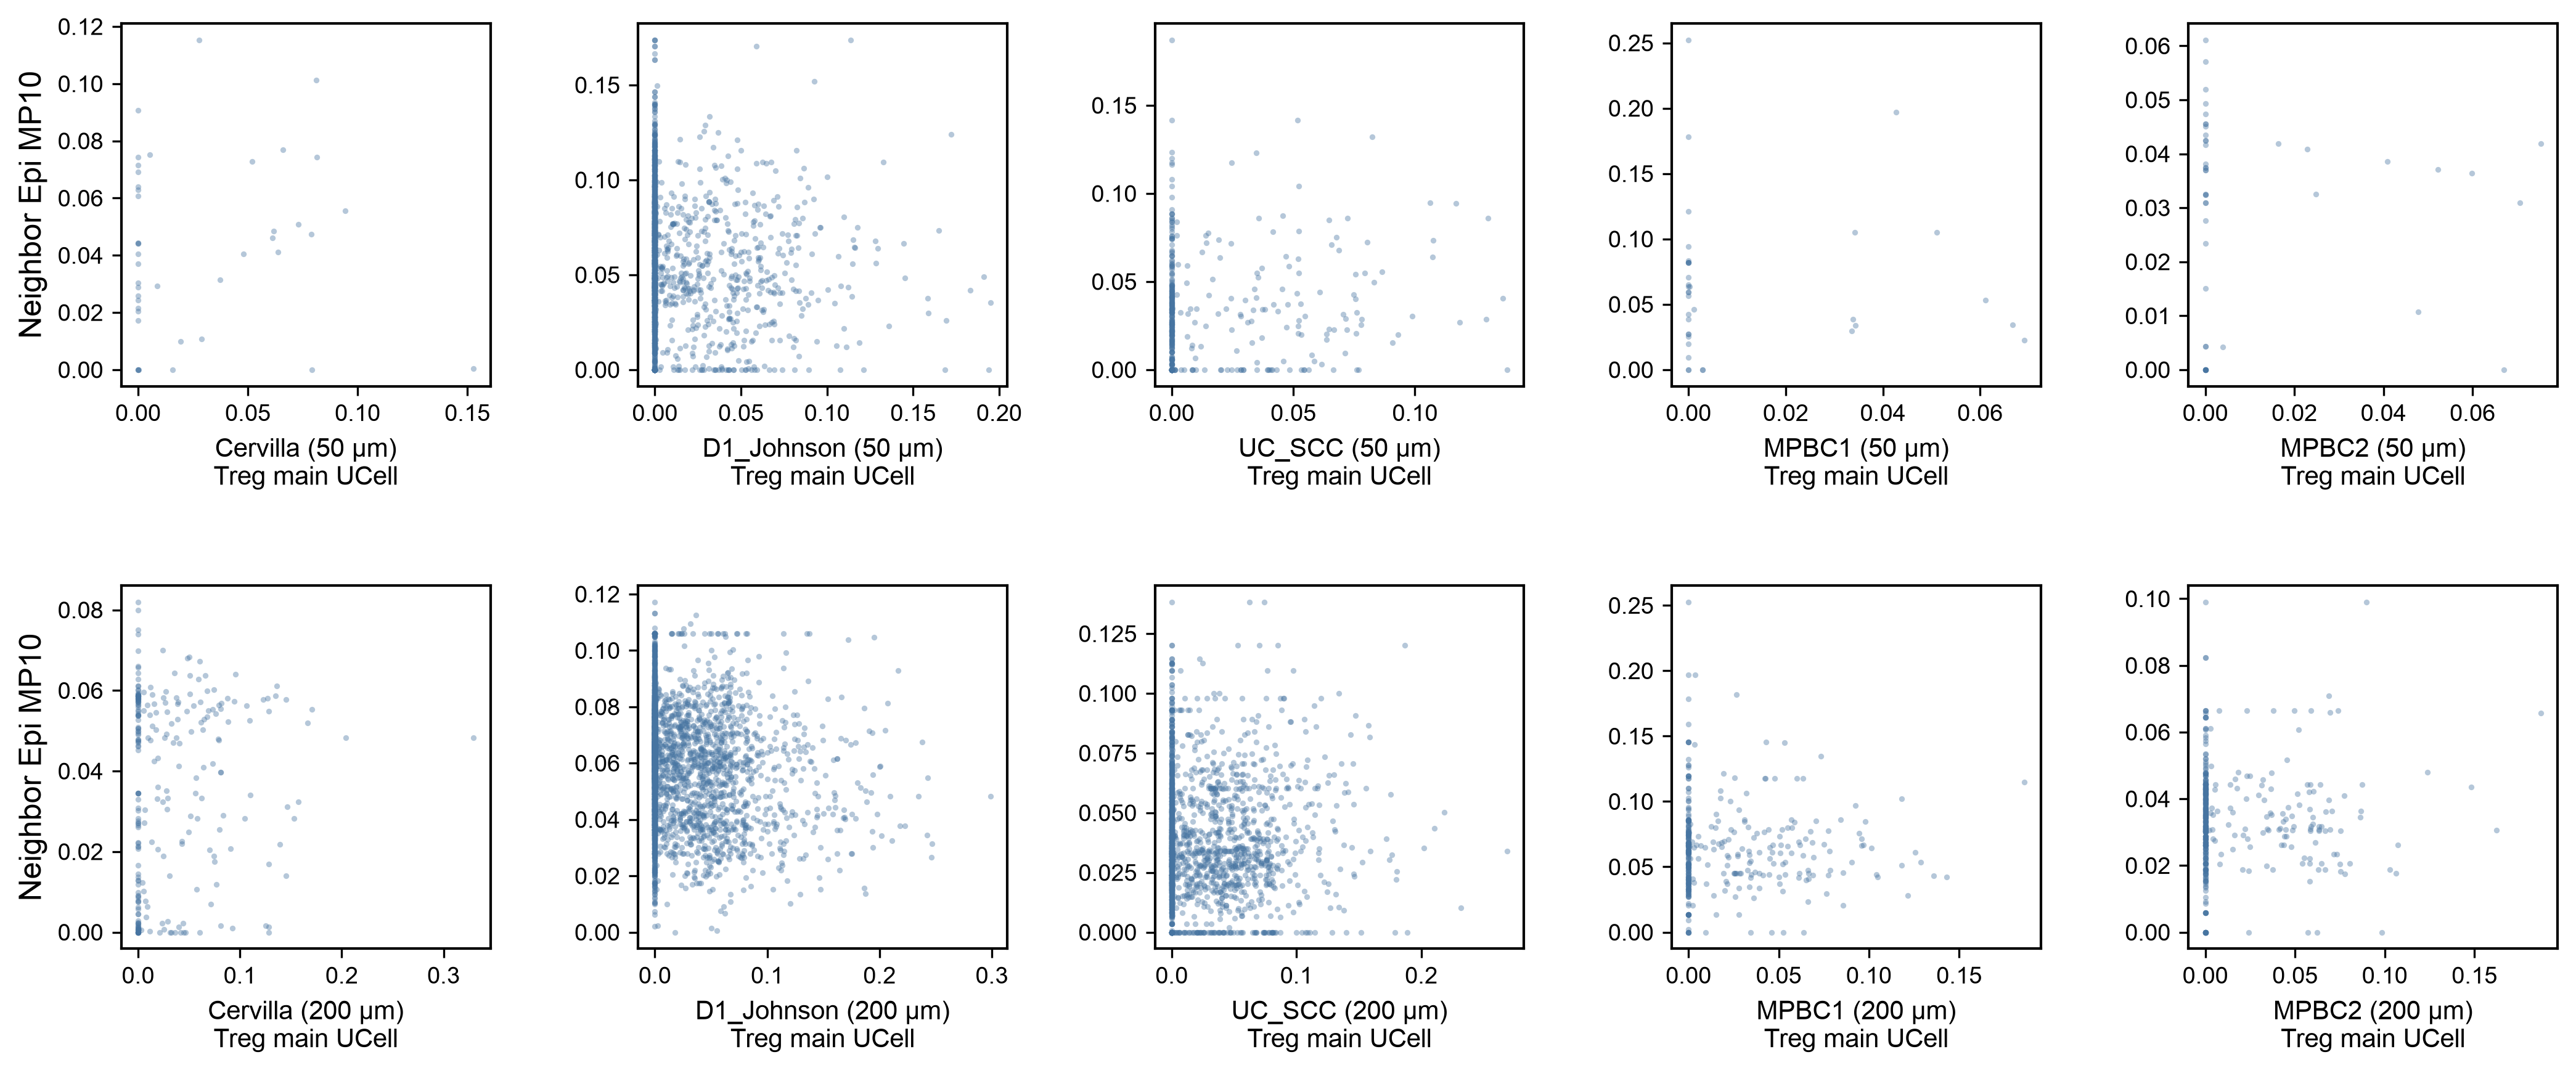 Neighbor Epi MP10
0.12
0.10
0.08
0.06
0.04
0.02
0.00
0.00 0.05 0.10 0.15
Cervilla (50 µm)
Treg main UCell
0.15
0.10
0.05
0.00
0.00 0.05 0.10 0.15 0.20
D1_Johnson (50 µm)
Treg main UCell
0.15
0.10
0.05
0.00
0.00 0.05 0.10
UC_SCC (50 µm)
Treg main UCell
0.25
0.20
0.15
0.10
0.05
0.00
0.00 0.02 0.04 0.06
MPBC1 (50 µm)
Treg main UCell
0.06
0.05
0.04
0.03
0.02
0.01
0.00
0.00 0.02 0.04 0.06
MPBC2 (50 µm)
Treg main UCell
Neighbor Epi MP10
0.08
0.06
0.04
0.02
0.00
0.0 0.1 0.2 0.3
Cervilla (200 µm)
Treg main UCell
0.12
0.10
0.08
0.06
0.04
0.02
0.00
0.0 0.1 0.2 0.3
D1_Johnson (200 µm)
Treg main UCell
0.125
0.100
0.075
0.050
0.025
0.000
0.0 0.1 0.2
UC_SCC (200 µm)
Treg main UCell
0.25
0.20
0.15
0.10
0.05
0.00
0.00 0.05 0.10 0.15
MPBC1 (200 µm)
Treg main UCell
0.10
0.08
0.06
0.04
0.02
0.00
0.00 0.05 0.10 0.15
MPBC2 (200 µm)
Treg main UCell